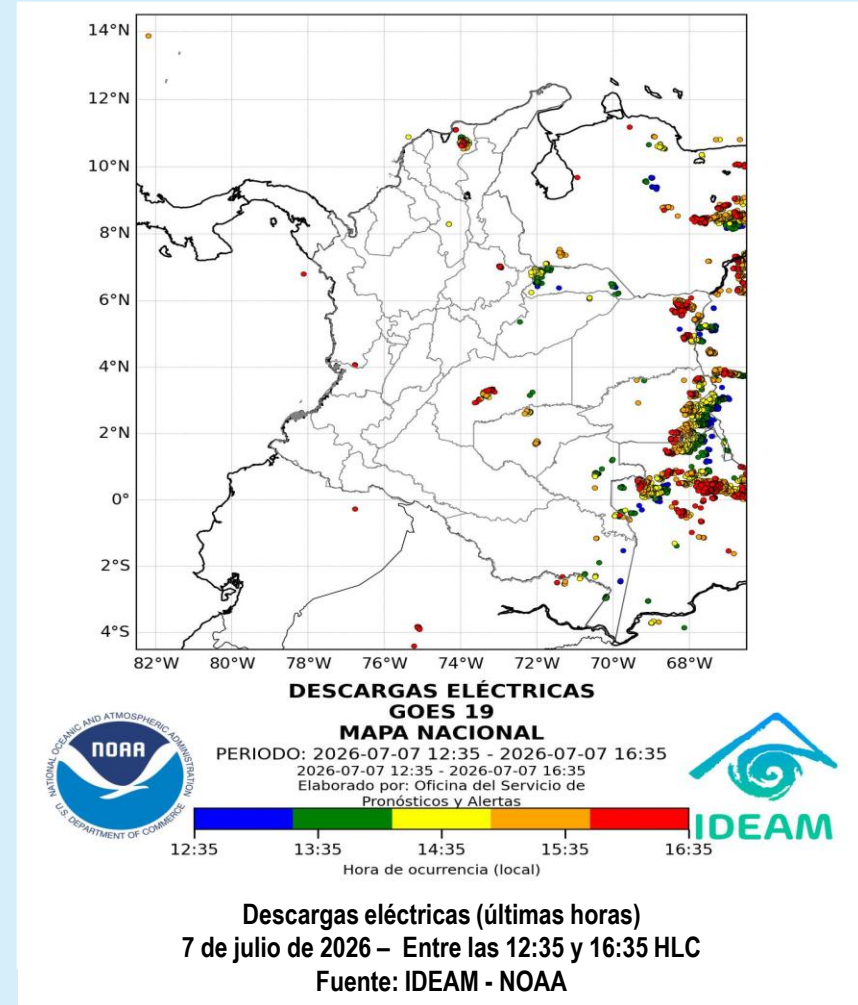 14°N
12°N
10°N
8°N
6°N
4°N
2°N
0°
2°S
4°S
82°W 80°W 78°W 76°W 74°W 72°W 70°W 68°W
DESCARGAS ELÉCTRICAS
GOES 19
MAPA NACIONAL
PERIODO: 2026-07-07 12:35 - 2026-07-07 16:35
2026-07-07 12:35 - 2026-07-07 16:35
Elaborado por: Oficina del Servicio de
Pronósticos y Alertas
NATIONAL OCEANIC AND ATMOSPHERIC ADMINISTRATION
NOAA
U.S. DEPARTMENT OF COMMERCE
IDEAM
12:35 13:35 14:35 15:35 16:35
Hora de ocurrencia (local)
Descargas eléctricas (últimas horas)
7 de julio de 2026 – Entre las 12:35 y 16:35 HLC
Fuente: IDEAM - NOAA